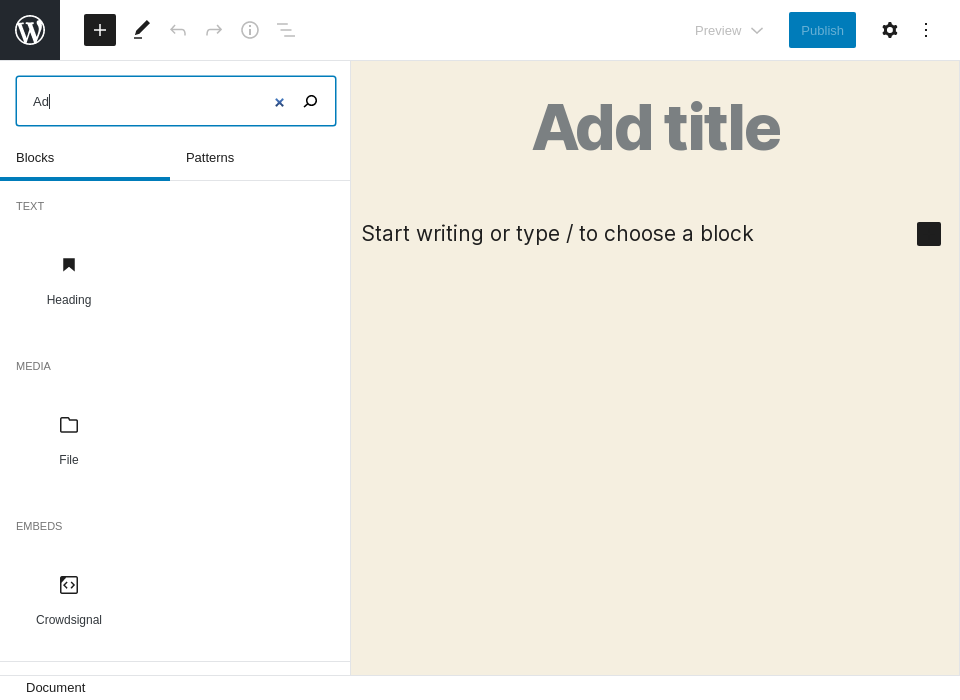 Preview
Publish
Ad
Blocks
Patterns
TEXT
Heading
MEDIA
File
EMBEDS
Crowdsignal
Add title
Start writing or type / to choose a block
Document